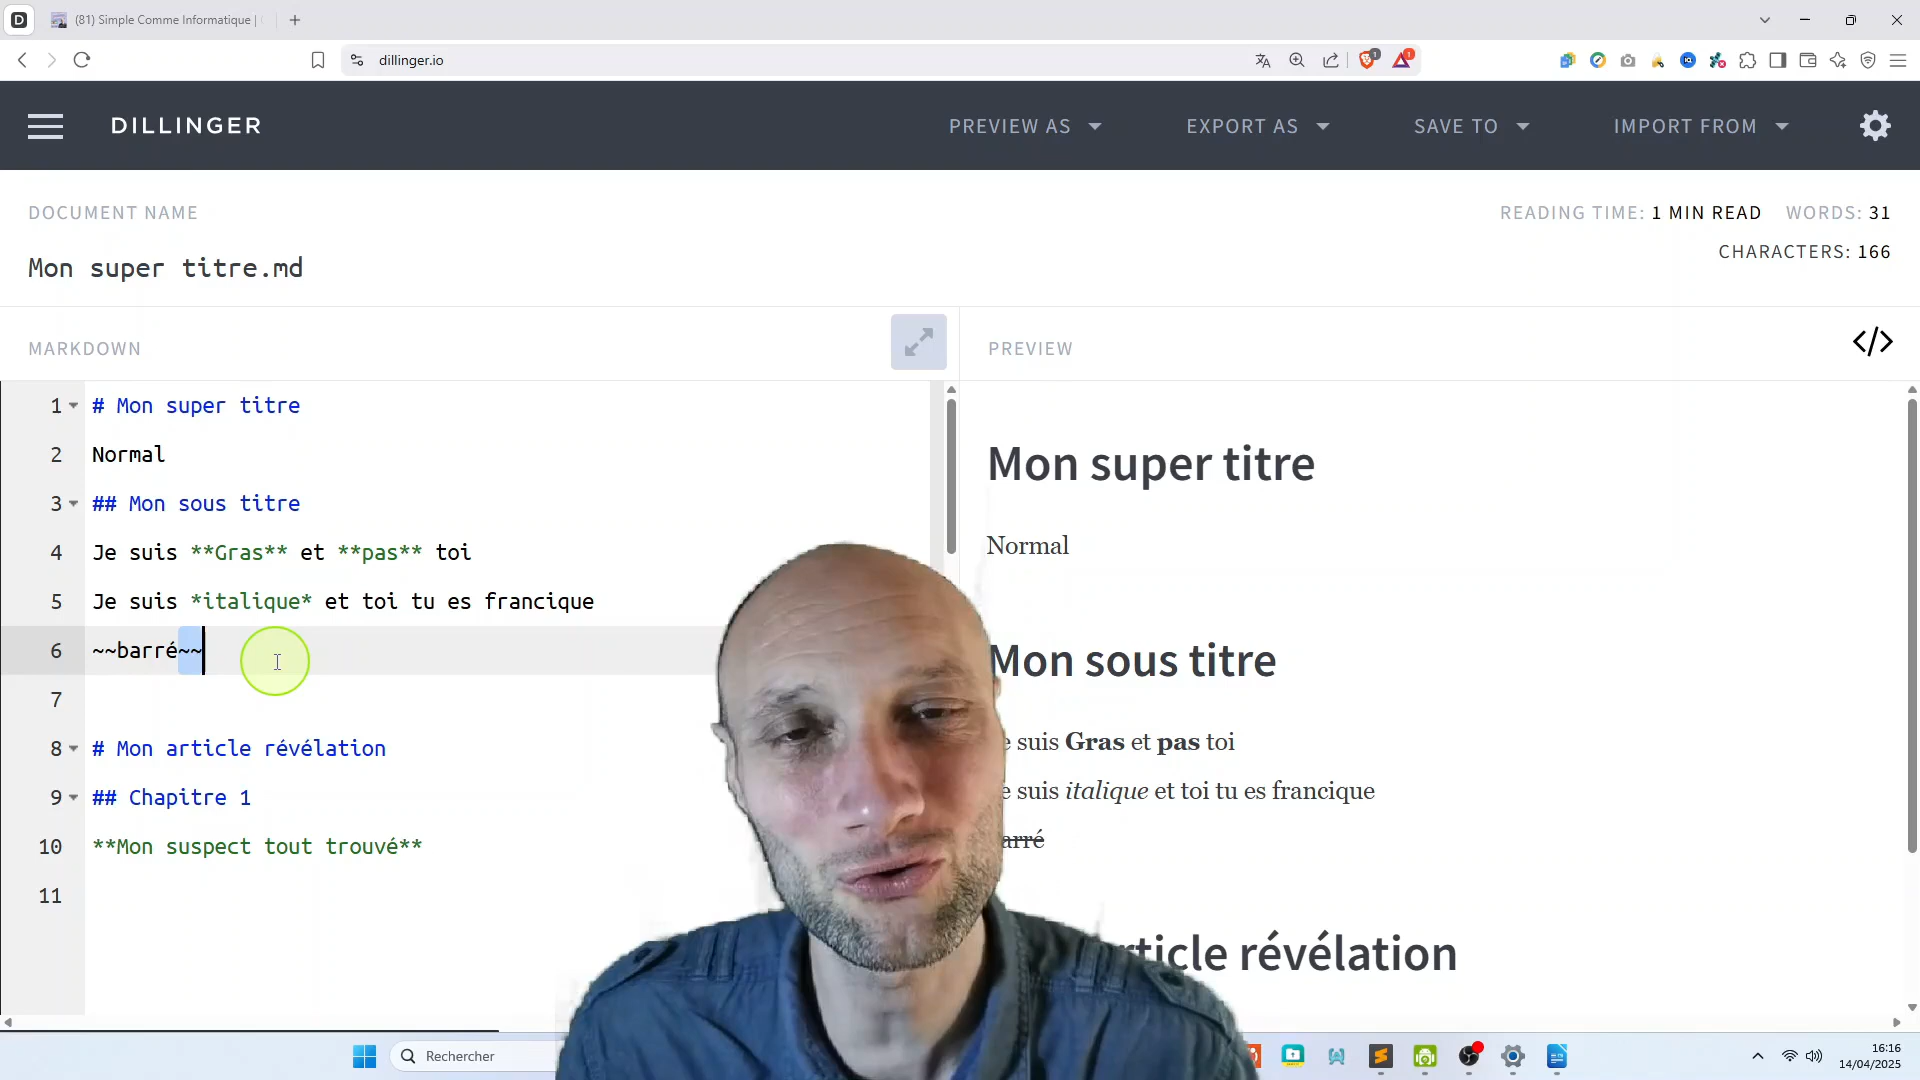 (81) Simple Comme Informatique |
dillinger.io
DILLINGER
PREVIEW AS
EXPORT AS
SAVE TO
IMPORT FROM
DOCUMENT NAME
READING TIME: 1 MIN READ WORDS: 31
CHARACTERS: 166
Mon super titre.md
MARKDOWN
PREVIEW
1 # Mon super titre
2 Normal
3 ## Mon sous titre
4 Je suis **Gras** et **pas** toi
5 Je suis *italique* et toi tu es francique
6 ~~barré~~
7
8 # Mon article révélation
9 ## Chapitre 1
10 **Mon suspect tout trouvé**
11
Mon super titre
Normal
Mon sous titre
e suis Gras et pas toi
e suis italique et toi tu es francique
arré
rticle révélation
Rechercher
16:16
14/04/2025